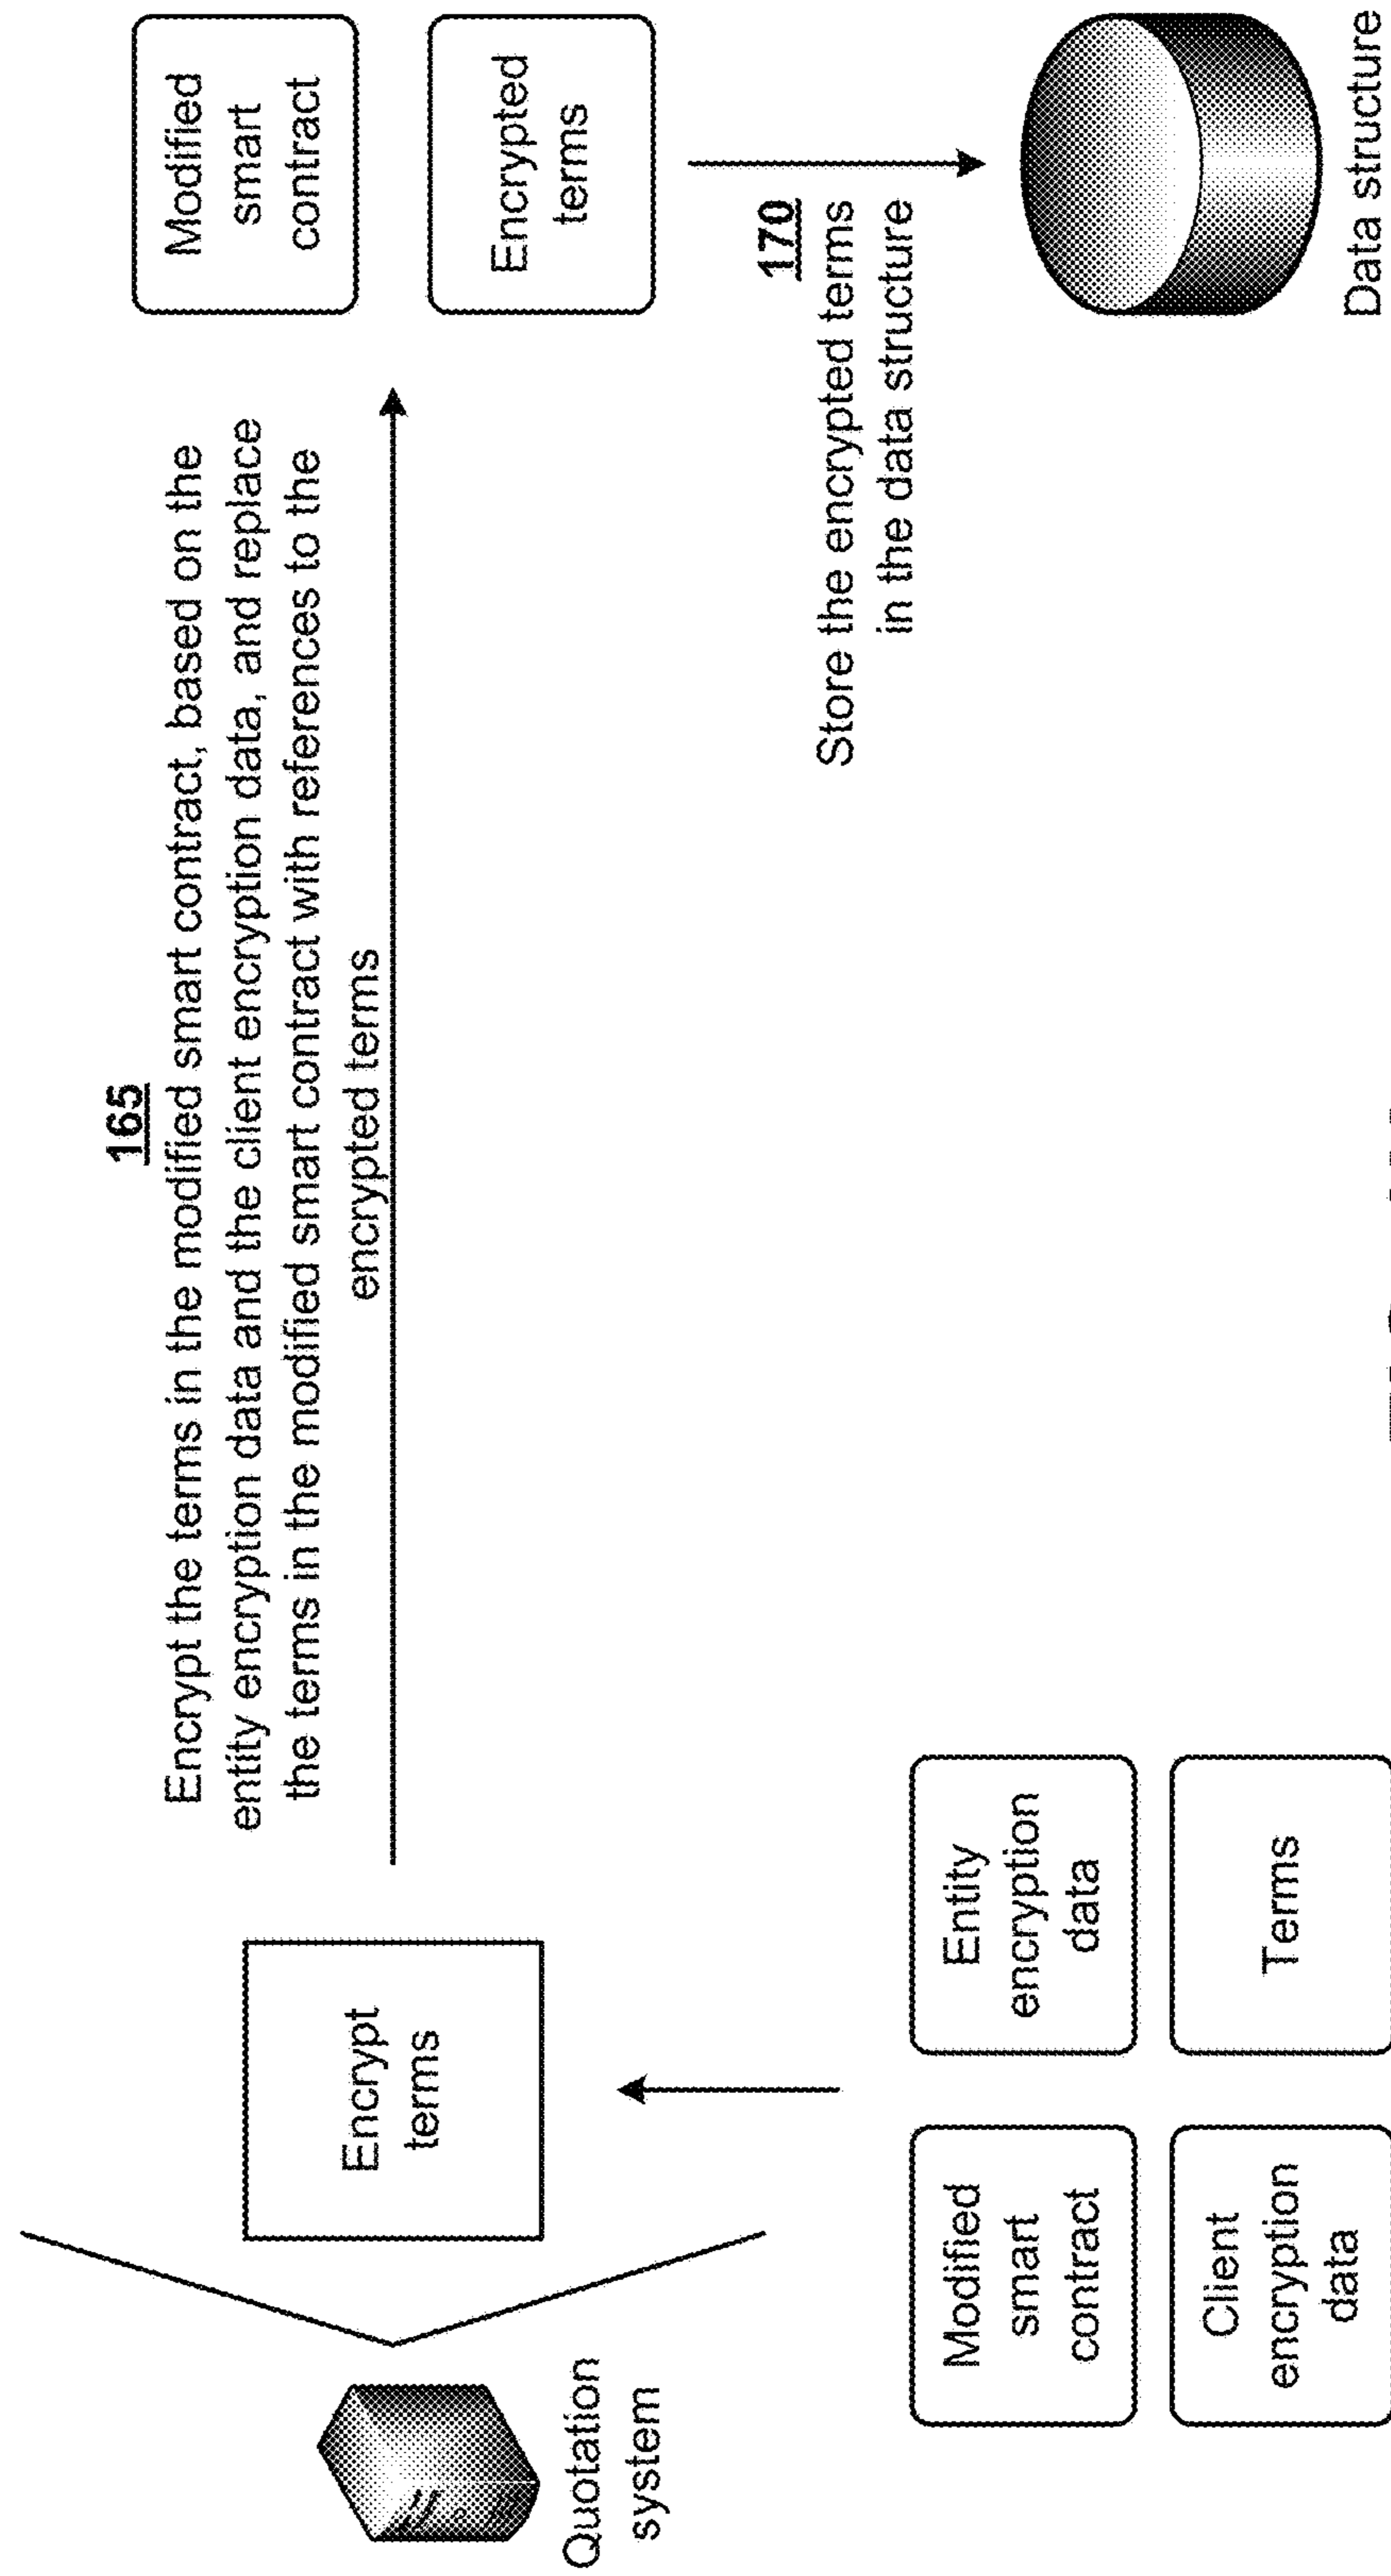 165
Encrypt the terms in the modified smart contract, based on the
entity encryption data and the client encryption data, and replace
the terms in the modified smart contract with references to the
encrypted terms
Quotation
system
Encrypt
terms
Modified
smart
contract
Encrypted
terms
170
Store the encrypted terms
in the data structure
Modified
smart
contract
Entity
encryption
data
Client
encryption
data
Terms
Data structure